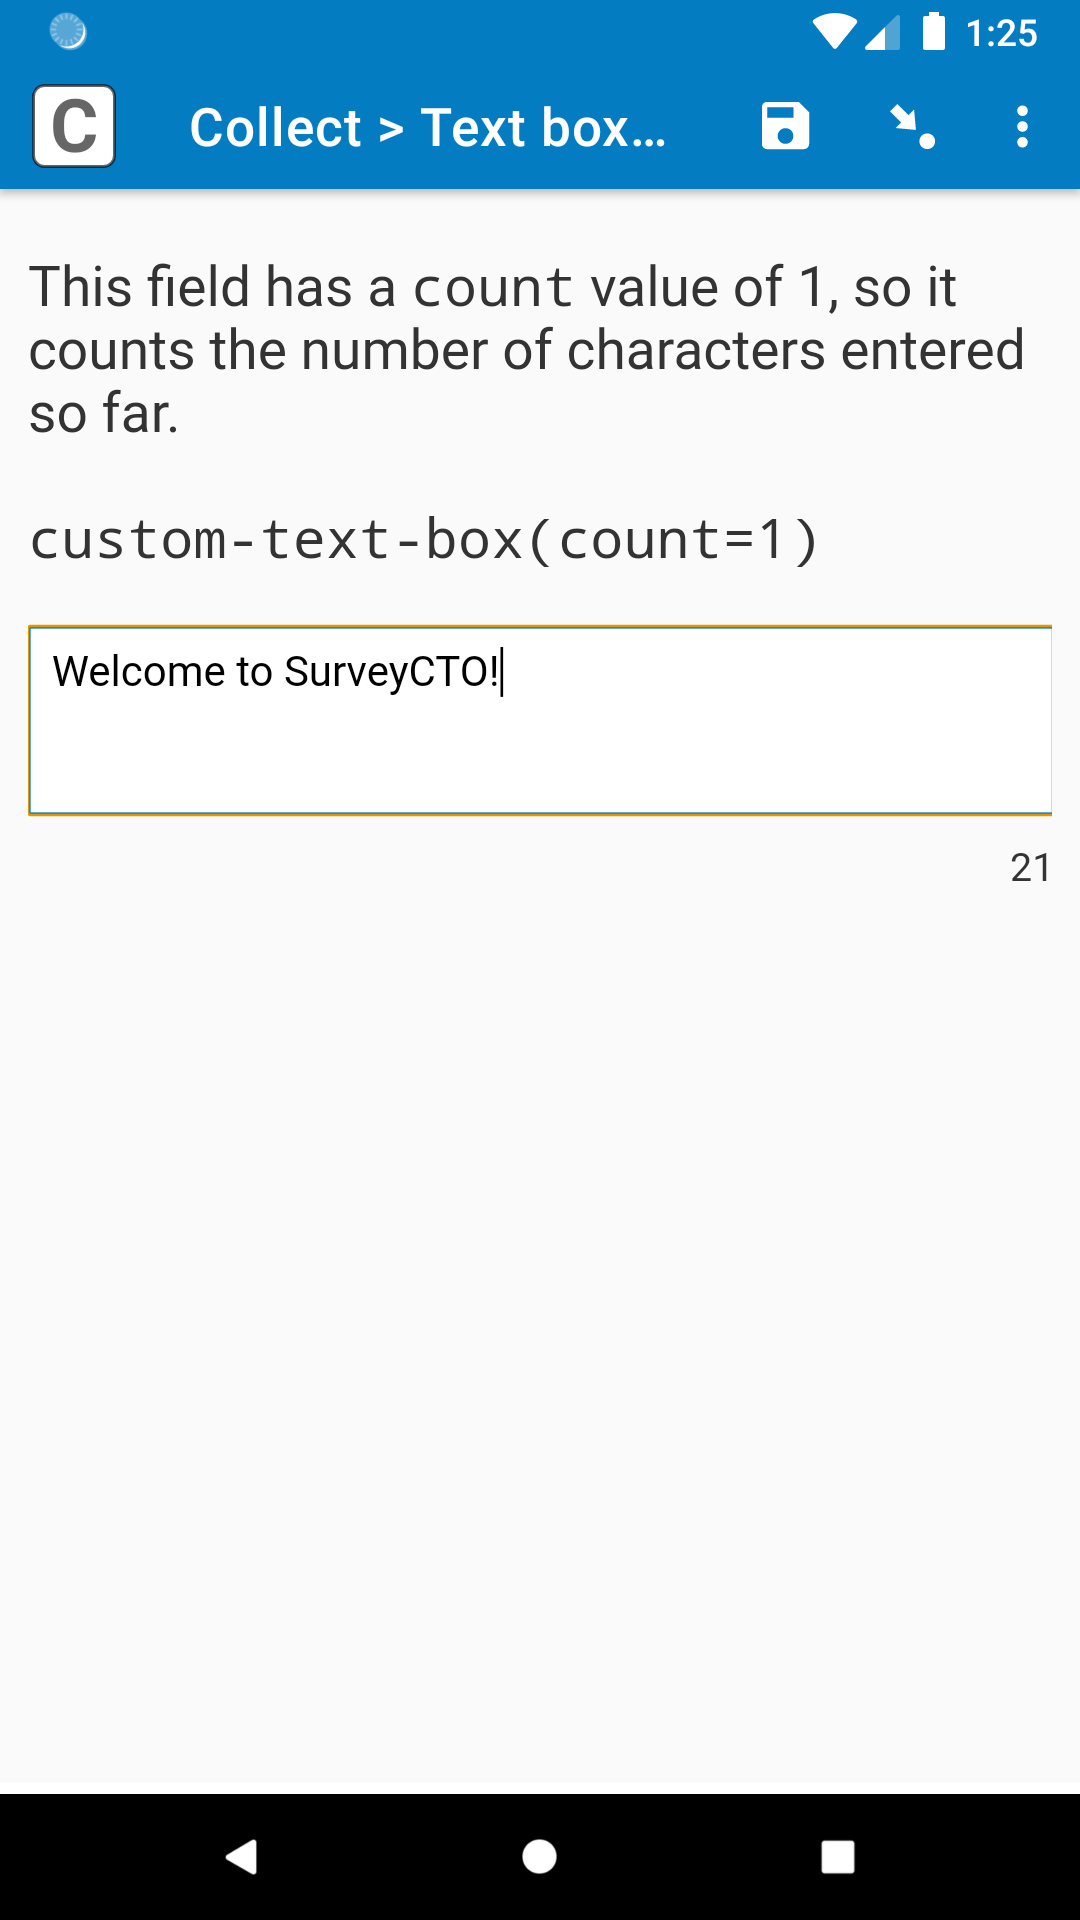 1:25
C
Collect > Text box...
This field has a count value of 1, so it
counts the number of characters entered
so far.
custom-text-box(count=1)
Welcome to SurveyCTO!
21